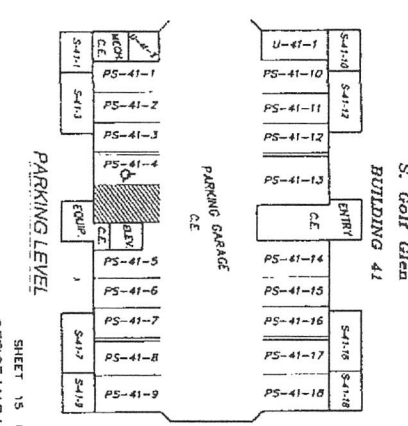 S. Golf Glen
BUILDING 41
U-41-3
MECH.
C.E.
S-41-1
S-41-3
PS-41-1
PS-41-2
PS-41-3
PS-41-4
EQUIP.
C.E.
ELEV.
PS-41-5
PS-41-6
PS-41-7
PS-41-8
PS-41-9
S-41-7
S-41-9
PARKING GARAGE
C.E.
U-41-1
S-41-10
S-41-12
PS-41-10
PS-41-11
PS-41-12
PS-41-13
C.E.
ENTRY
PS-41-14
PS-41-15
PS-41-16
PS-41-17
PS-41-18
S-41-16
S-41-18
PARKING LEVEL
SHEET 15